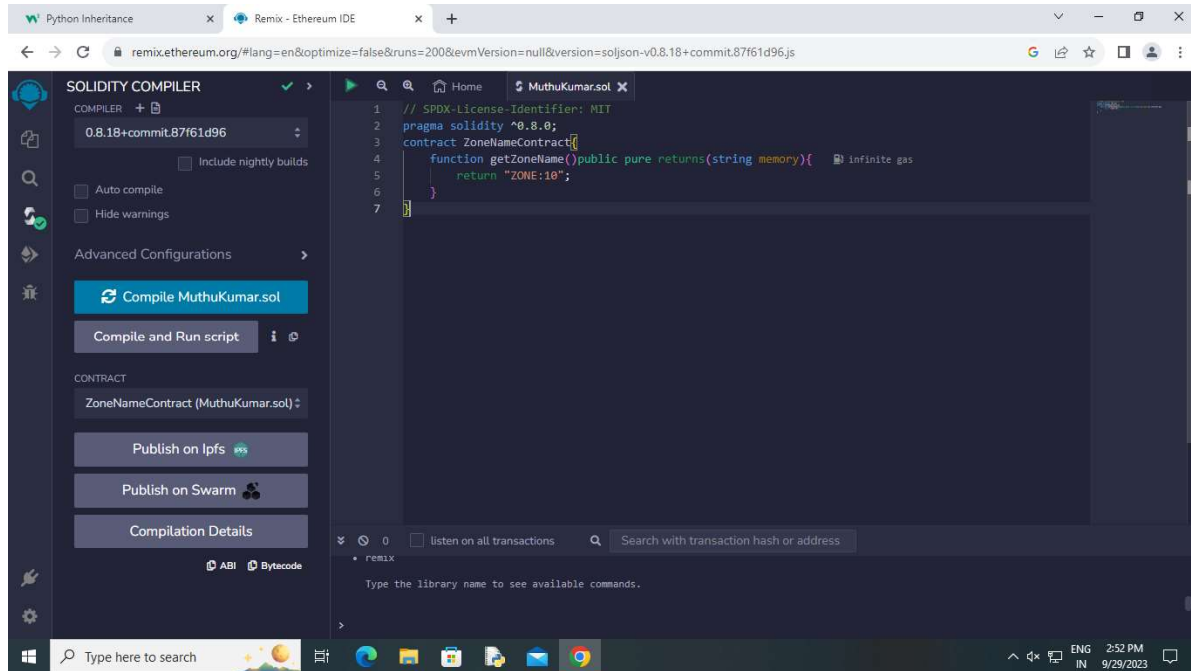 Python Inheritance
Remix - Ethereum IDE
remix.ethereum.org/#lang=en&optimize=false&runs=200&evmVersion=null&version=soljson-v0.8.18+commit.87f61d96.js
SOLIDITY COMPILER
COMPILER
0.8.18+commit.87f61d96
Include nightly builds
Auto compile
Hide warnings
Advanced Configurations
Compile MuthuKumar.sol
Compile and Run script
CONTRACT
ZoneNameContract (MuthuKumar.sol)
Publish on Ipfs
IPFS
Publish on Swarm
Compilation Details
ABI Bytecode
Home MuthuKumar.sol
1 // SPDX-License-Identifier: MIT
2 pragma solidity ^0.8.0;
3 contract ZoneNameContract{
4 function getZoneName()public pure returns(string memory){ infinite gas
5 return "ZONE:10";
6 }
7 }
0 listen on all transactions Search with transaction hash or address
• remix
Type the library name to see available commands.
>
Type here to search
ENG 2:52 PM
IN 9/29/2023